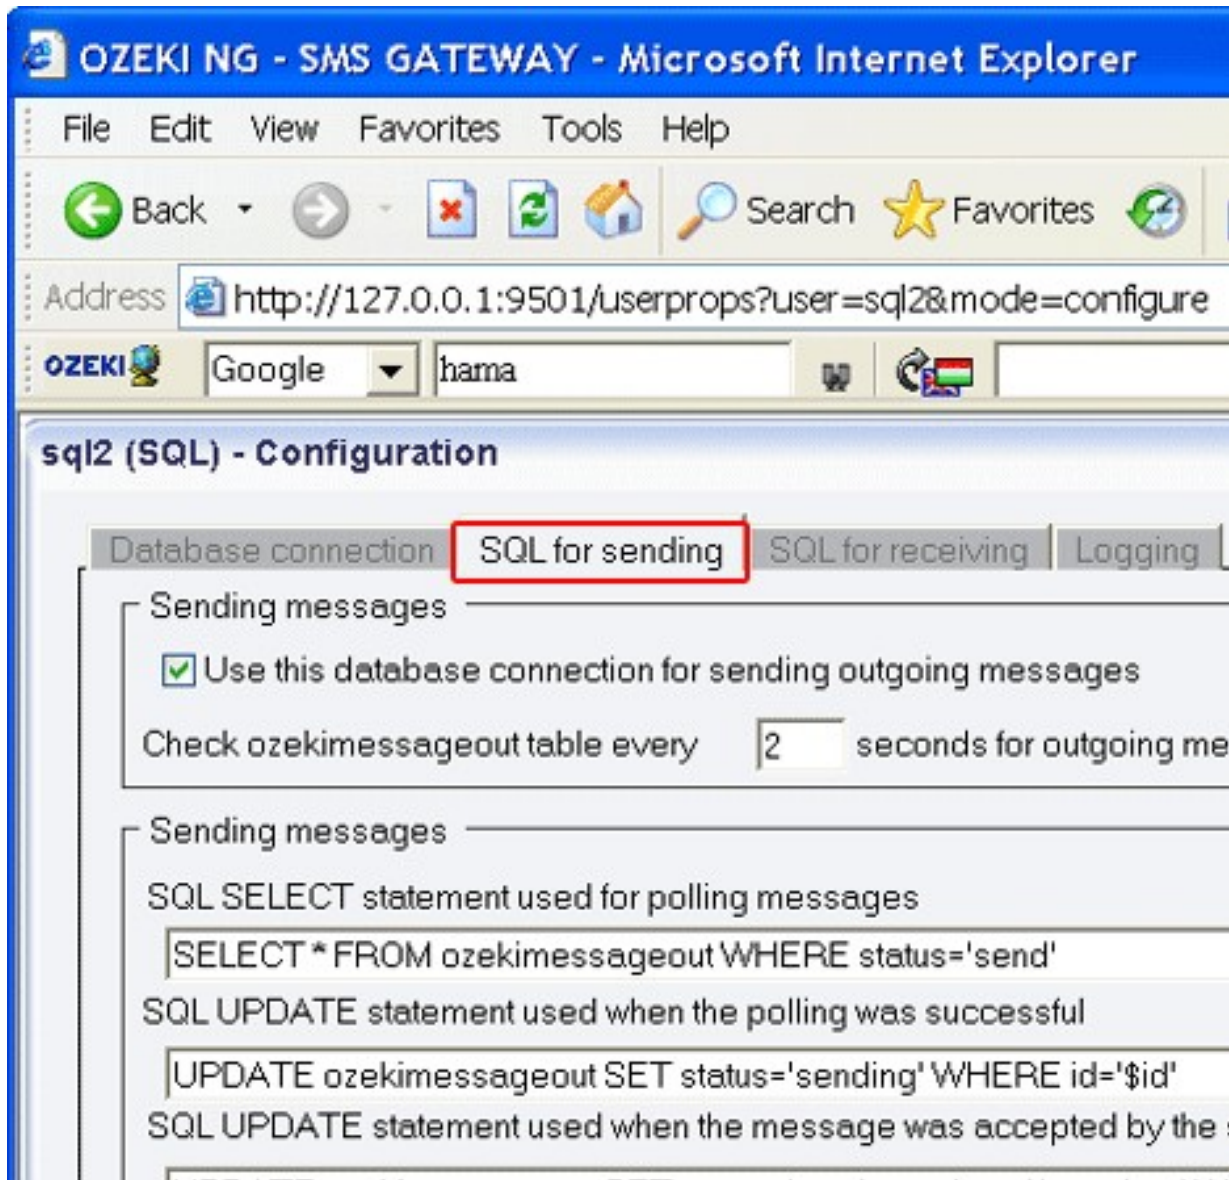 OZEKI NG - SMS GATEWAY - Microsoft Internet Explorer
File Edit View Favorites Tools Help
Back Search Favorites
Address http://127.0.0.1:9501/userprops?user=sql2&mode=configure
OZEKI Google hama
sql2 (SQL) - Configuration
Database connection SQL for sending SQL for receiving Logging
Sending messages
Use this database connection for sending outgoing messages
Check ozekimessageout table every 2 seconds for outgoing me
Sending messages
SQL SELECT statement used for polling messages
SELECT * FROM ozekimessageout WHERE status='send'
SQL UPDATE statement used when the polling was successful
UPDATE ozekimessageout SET status='sending' WHERE id='$id'
SQL UPDATE statement used when the message was accepted by the